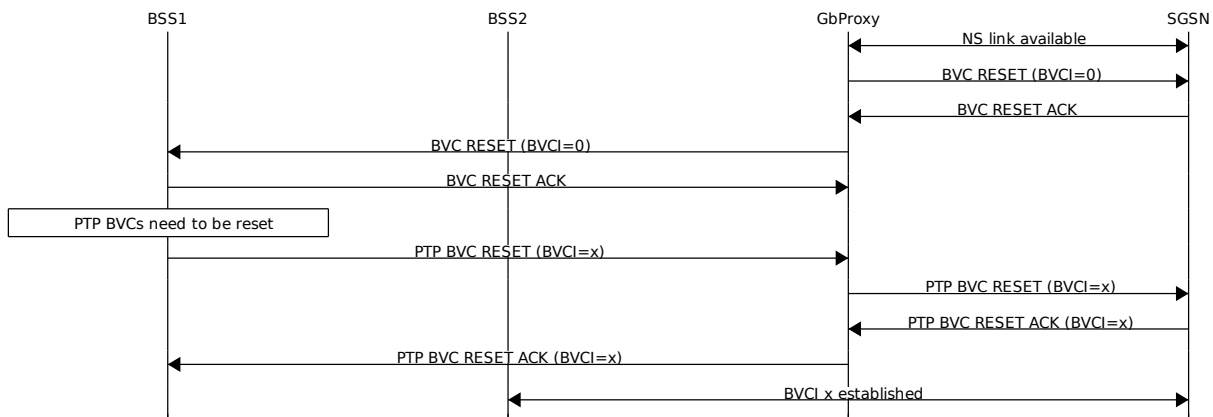 BSS1 BSS2 GbProxy SGSN
NS link available
BVC RESET (BVCI=0)
BVC RESET ACK
BVC RESET (BVCI=0)
BVC RESET ACK
PTP BVCs need to be reset
PTP BVC RESET (BVCI=x)
PTP BVC RESET (BVCI=x)
PTP BVC RESET ACK (BVCI=x)
PTP BVC RESET ACK (BVCI=x)
BVCI x established